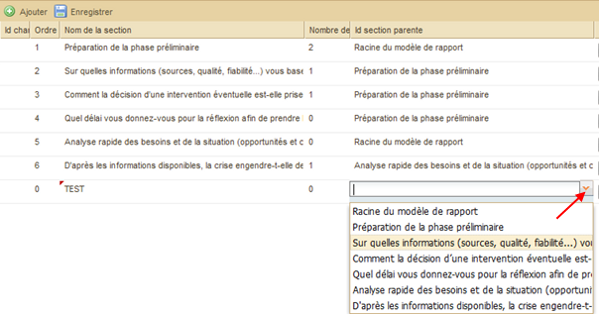 Ajouter Enregistrer
Id cha Ordre Nom de la section Nombre de Id section parente
1 Préparation de la phase préliminaire 2 Racine du modèle de rapport
2 Sur quelles informations (sources, qualité, fiabilité...) vous base 1 Préparation de la phase préliminaire
3 Comment la décision d'une intervention éventuelle est-elle prise 1 Préparation de la phase préliminaire
4 Quel délai vous donnez-vous pour la réflexion afin de prendre 0 Préparation de la phase préliminaire
5 Analyse rapide des besoins et de la situation (opportunités et c 0 Racine du modèle de rapport
6 D'après les informations disponibles, la crise engendre-t-elle de 1 Analyse rapide des besoins et de la situation (opportunités et c
0 TEST 0
Racine du modèle de rapport
Préparation de la phase préliminaire
Sur quelles informations (sources, qualité, fiabilité...) vou
Comment la décision d'une intervention éventuelle est-
Quel délai vous donnez-vous pour la réflexion afin de pr
Analyse rapide des besoins et de la situation (opportuni
D'après les informations disponibles, la crise engendre-t-